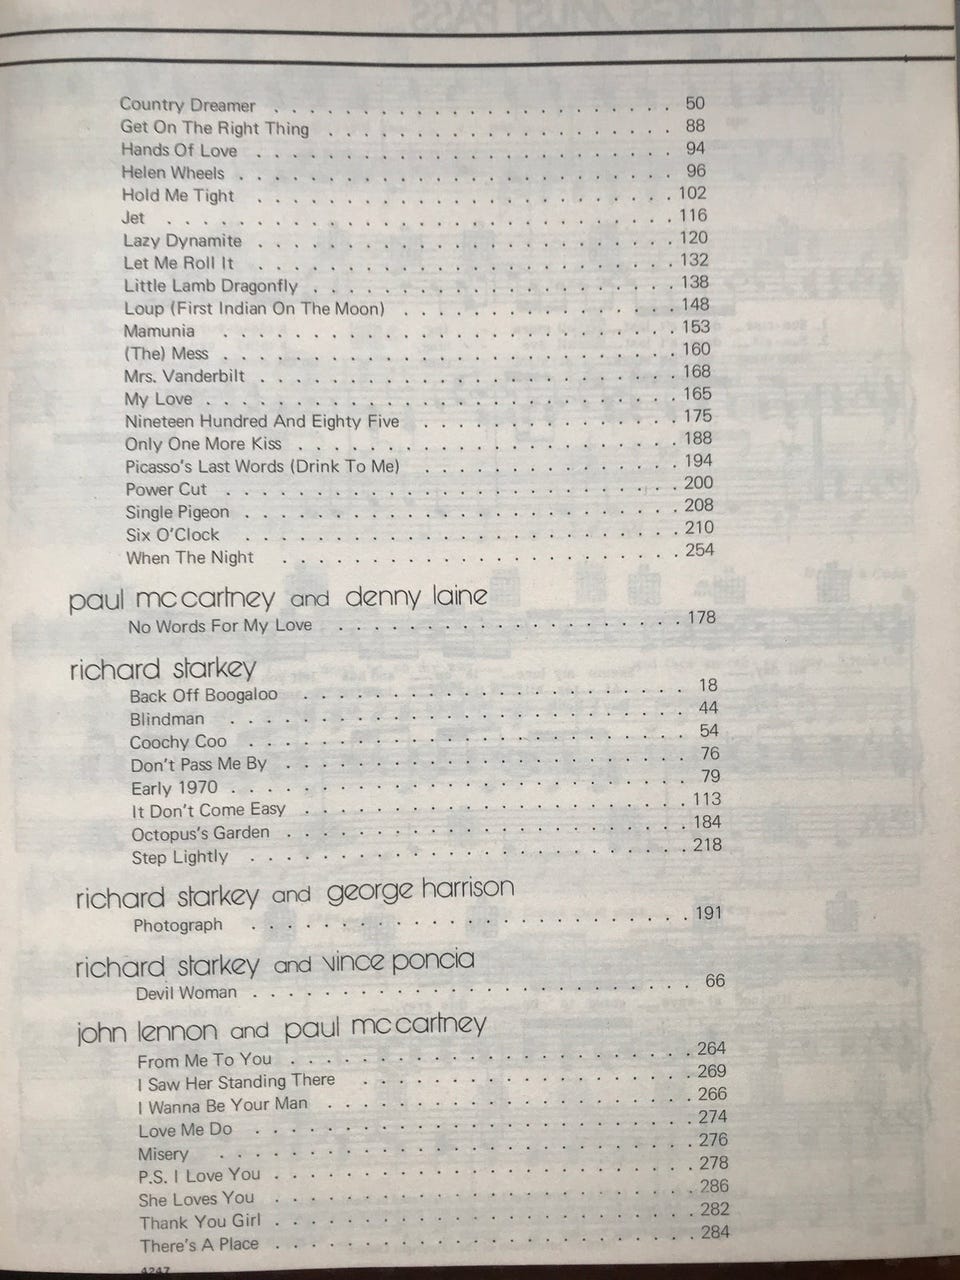 Country Dreamer . . . . . . . . . . . . . . . . . . . . . . 50
Get On The Right Thing . . . . . . . . . . . . . . . . . . . 88
Hands Of Love . . . . . . . . . . . . . . . . . . . . . . . 94
Helen Wheels . . . . . . . . . . . . . . . . . . . . . . . . 96
Hold Me Tight . . . . . . . . . . . . . . . . . . . . . . . 102
Jet . . . . . . . . . . . . . . . . . . . . . . . . . . . . 116
Lazy Dynamite . . . . . . . . . . . . . . . . . . . . . . . 120
Let Me Roll It . . . . . . . . . . . . . . . . . . . . . . . 132
Little Lamb Dragonfly . . . . . . . . . . . . . . . . . . . . 138
Loup (First Indian On The Moon) . . . . . . . . . . . . . . . 148
Mamunia . . . . . . . . . . . . . . . . . . . . . . . . . . 153
(The) Mess . . . . . . . . . . . . . . . . . . . . . . . . . 160
Mrs. Vanderbilt . . . . . . . . . . . . . . . . . . . . . . . 168
My Love . . . . . . . . . . . . . . . . . . . . . . . . . . 165
Nineteen Hundred And Eighty Five . . . . . . . . . . . . . . 175
Only One More Kiss . . . . . . . . . . . . . . . . . . . . . 188
Picasso's Last Words (Drink To Me) . . . . . . . . . . . . . 194
Power Cut . . . . . . . . . . . . . . . . . . . . . . . . . 200
Single Pigeon . . . . . . . . . . . . . . . . . . . . . . . . 208
Six O'Clock . . . . . . . . . . . . . . . . . . . . . . . . 210
When The Night . . . . . . . . . . . . . . . . . . . . . . . 254
paul mc cartney and denny laine
No Words For My Love . . . . . . . . . . . . . . . . . . . . 178
richard starkey
Back Off Boogaloo . . . . . . . . . . . . . . . . . . . . . 18
Blindman . . . . . . . . . . . . . . . . . . . . . . . . . . 44
Coochy Coo . . . . . . . . . . . . . . . . . . . . . . . . . 54
Don't Pass Me By . . . . . . . . . . . . . . . . . . . . . . 76
Early 1970 . . . . . . . . . . . . . . . . . . . . . . . . . 79
It Don't Come Easy . . . . . . . . . . . . . . . . . . . . . 113
Octopus's Garden . . . . . . . . . . . . . . . . . . . . . . 184
Step Lightly . . . . . . . . . . . . . . . . . . . . . . . . 218
richard starkey and george harrison
Photograph . . . . . . . . . . . . . . . . . . . . . . . . . 191
richard starkey and vince poncia
Devil Woman . . . . . . . . . . . . . . . . . . . . . . . . 66
john lennon and paul mc cartney
From Me To You . . . . . . . . . . . . . . . . . . . . . . . 264
I Saw Her Standing There . . . . . . . . . . . . . . . . . . 269
I Wanna Be Your Man . . . . . . . . . . . . . . . . . . . . 266
Love Me Do . . . . . . . . . . . . . . . . . . . . . . . . . 274
Misery . . . . . . . . . . . . . . . . . . . . . . . . . . . 276
P.S. I Love You . . . . . . . . . . . . . . . . . . . . . . . 278
She Loves You . . . . . . . . . . . . . . . . . . . . . . . 286
Thank You Girl . . . . . . . . . . . . . . . . . . . . . . . 282
There's A Place . . . . . . . . . . . . . . . . . . . . . . . 284
4247